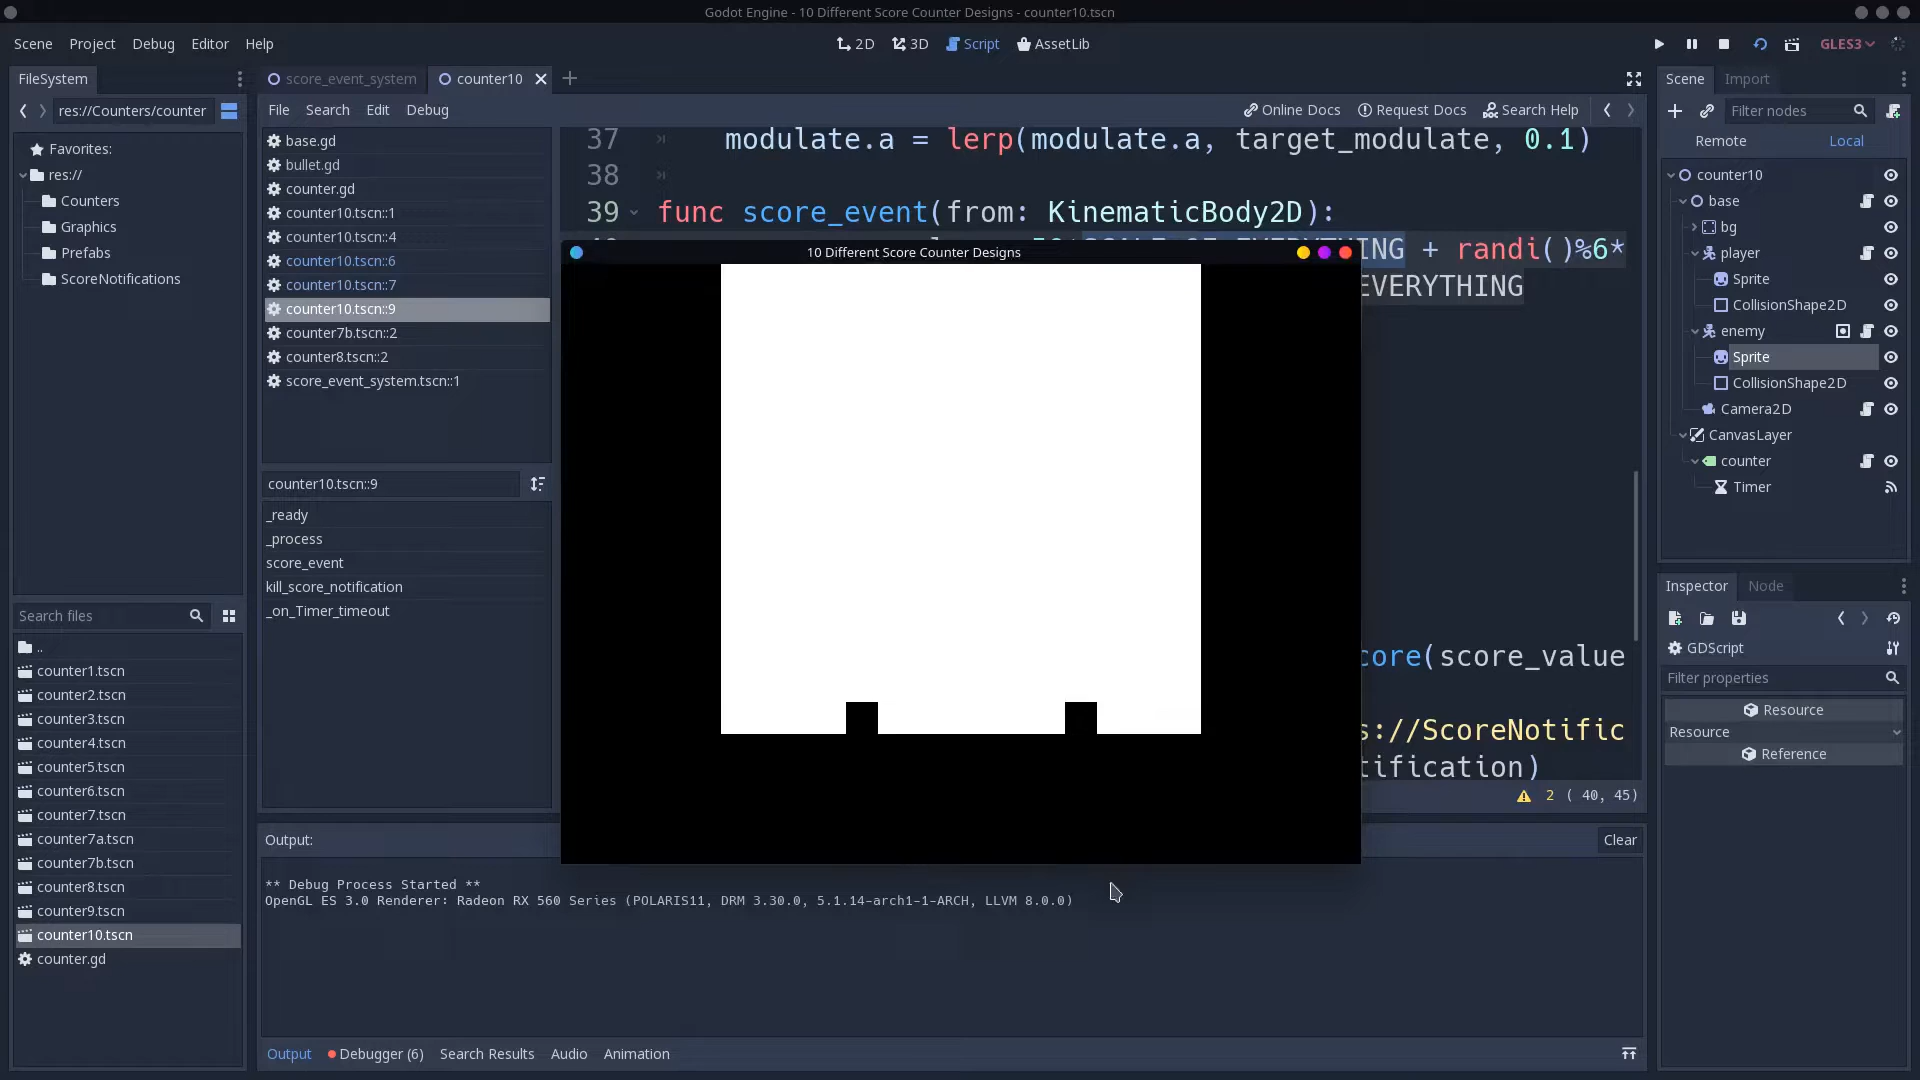 Godot Engine - 10 Different Score Counter Designs - counter10.tscn
Scene Project Debug Editor Help
2D 3D Script AssetLib
GLES3
FileSystem
res://Counters/counter
Favorites:
res://
Counters
Graphics
Prefabs
ScoreNotifications
Search files
..
counter1.tscn
counter2.tscn
counter3.tscn
counter4.tscn
counter5.tscn
counter6.tscn
counter7.tscn
counter7a.tscn
counter7b.tscn
counter8.tscn
counter9.tscn
counter10.tscn
counter.gd
score_event_system
counter10
File Search Edit Debug
Online Docs Request Docs Search Help
base.gd
bullet.gd
counter.gd
counter10.tscn::1
counter10.tscn::4
counter10.tscn::6
counter10.tscn::7
counter10.tscn::9
counter7b.tscn::2
counter8.tscn::2
score_event_system.tscn::1
counter10.tscn::9
_ready
_process
score_event
kill_score_notification
_on_Timer_timeout
37 modulate.a = lerp(modulate.a, target_modulate, 0.1)
38
39 func score_event(from: KinematicBody2D):
ING + randi()%6*
EVERYTHING
10 Different Score Counter Designs
core(score_value
s://ScoreNotific
tification)
2 ( 40, 45)
Output:
Clear
** Debug Process Started **
OpenGL ES 3.0 Renderer: Radeon RX 560 Series (POLARIS11, DRM 3.30.0, 5.1.14-arch1-1-ARCH, LLVM 8.0.0)
Output Debugger (6) Search Results Audio Animation
Scene Import
Filter nodes
Remote Local
counter10
base
bg
player
Sprite
CollisionShape2D
enemy
Sprite
CollisionShape2D
Camera2D
CanvasLayer
counter
Timer
Inspector Node
GDScript
Filter properties
Resource
Resource
Reference